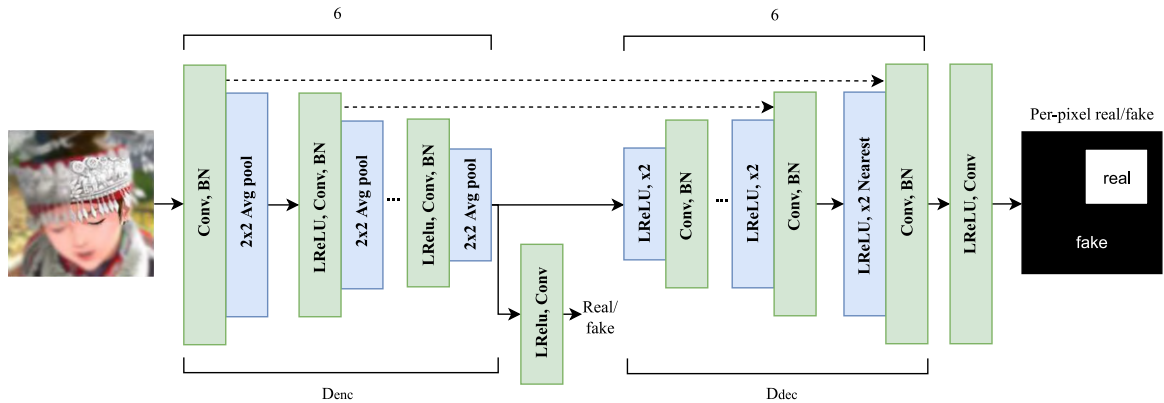 6
6
Conv, BN
2x2 Avg pool
LReLU, Conv, BN
2x2 Avg pool
...
LRelu, Conv, BN
2x2 Avg pool
LRelu, Conv
Real/
fake
LReLU, x2
Conv, BN
...
LReLU, x2
Conv, BN
LReLU, x2 Nearest
Conv, BN
LReLU, Conv
Per-pixel real/fake
real
fake
Denc
Ddec